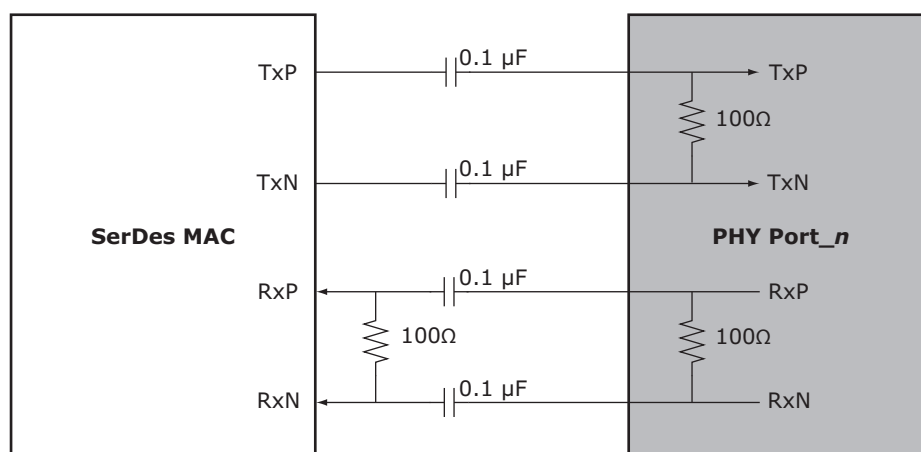 0.1 µF
TxP
TxP
100Ω
0.1 µF
TxN
TxN
SerDes MAC
PHY Port_n
0.1 µF
RxP
RxP
100Ω
100Ω
0.1 µF
RxN
RxN